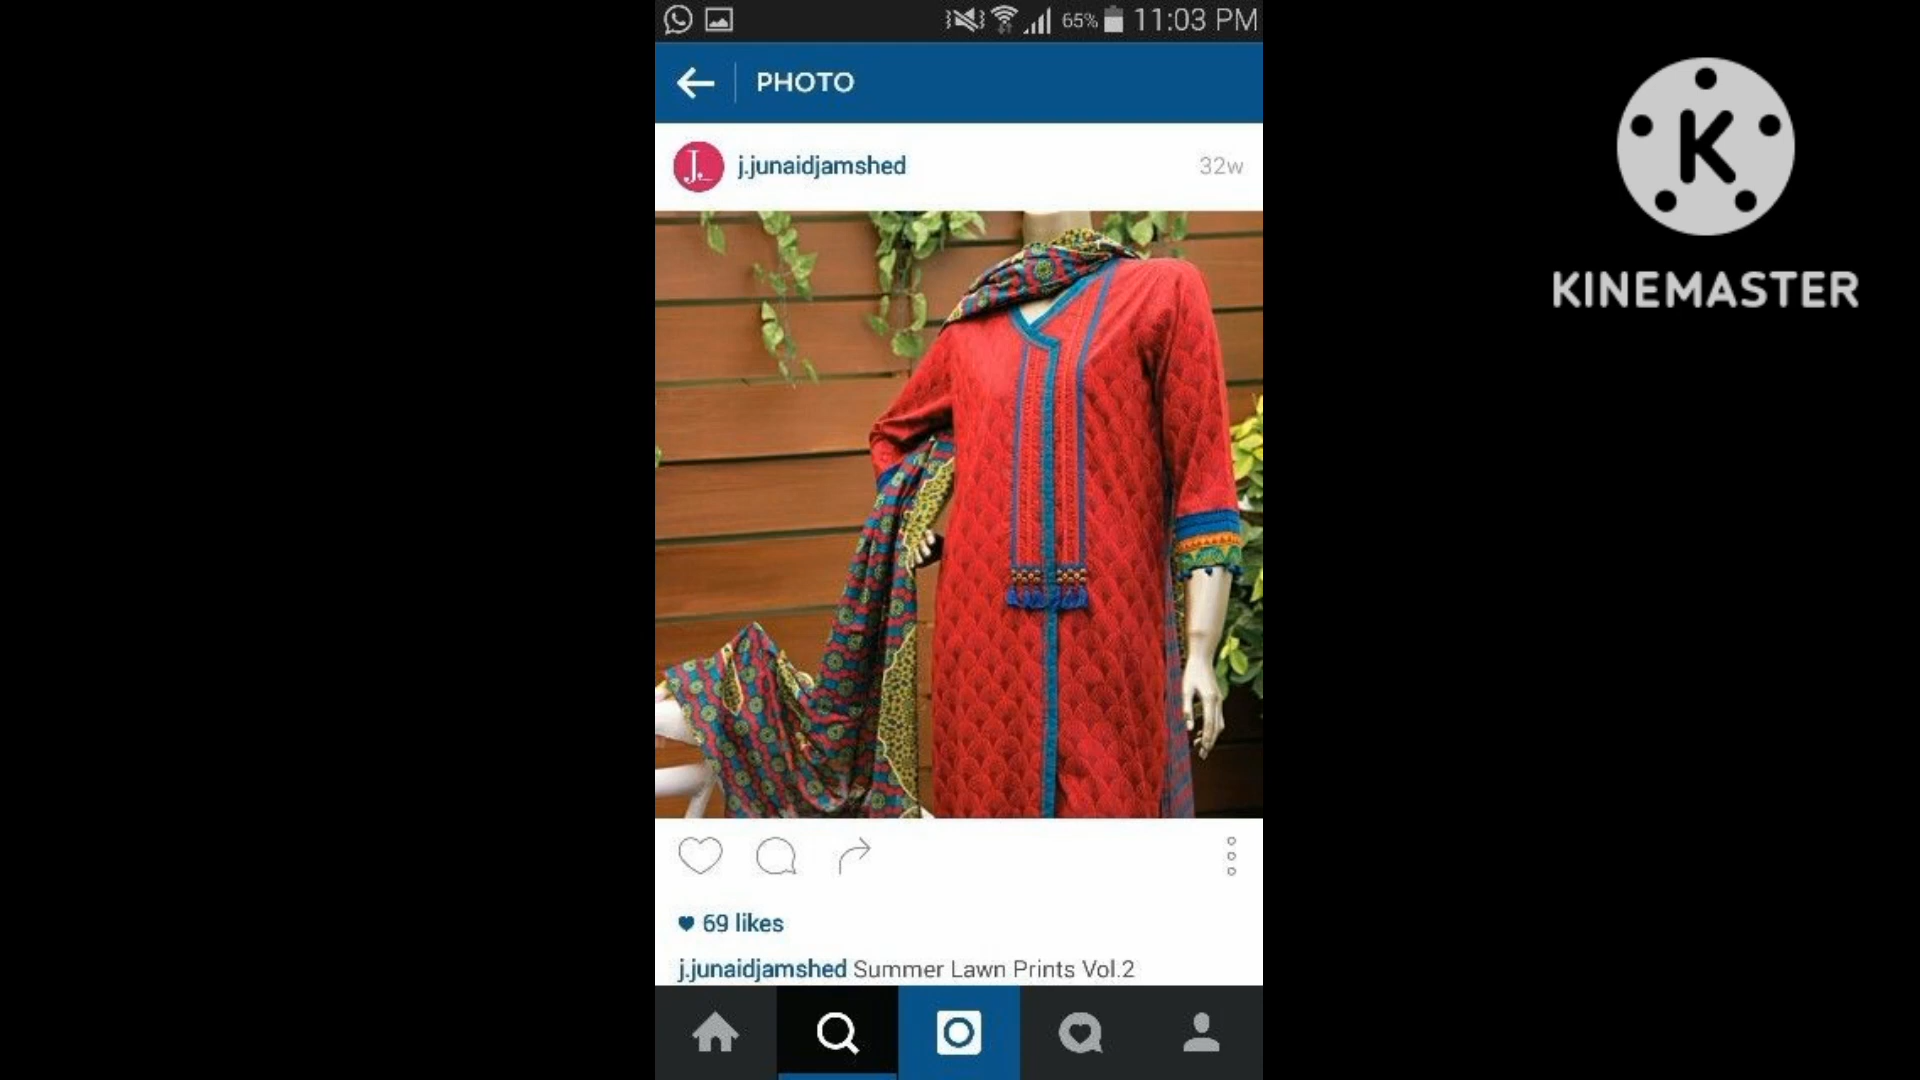 65% 11:03 PM
PHOTO
J.
j.junaidjamshed 32w
K
KINEMASTER
69 likes
j.junaidjamshed Summer Lawn Prints Vol.2